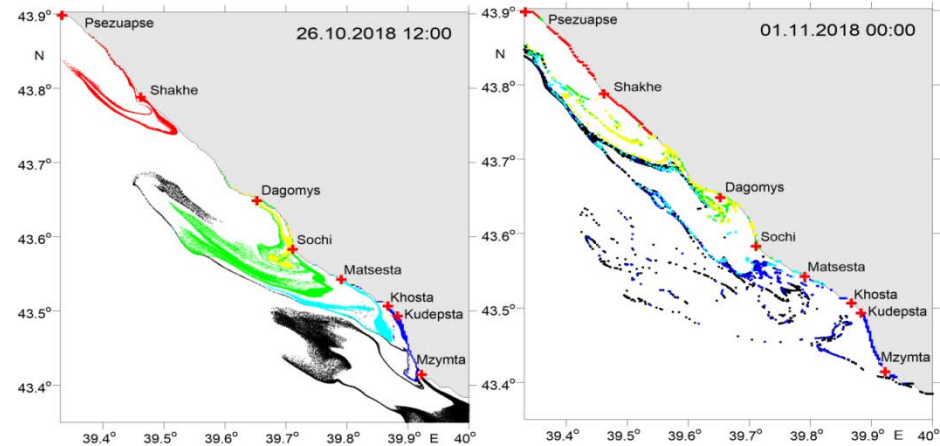 43.9°
Psezuapse
26.10.2018 12:00
N
43.8°
Shakhe
43.7°
Dagomys
43.6°
Sochi
Matsesta
43.5°
Khosta
Kudepsta
Mzymta
43.4°
39.4° 39.5° 39.6° 39.7° 39.8° 39.9° E 40°
43.9°
Psezuapse
01.11.2018 00:00
N
43.8°
Shakhe
43.7°
Dagomys
43.6°
Sochi
Matsesta
43.5°
Khosta
Kudepsta
Mzymta
43.4°
39.4° 39.5° 39.6° 39.7° 39.8° 39.9° E 40°